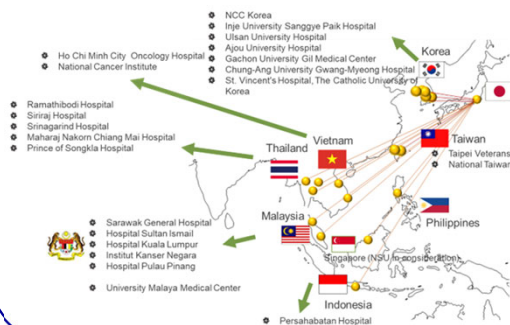 NCC Korea
Inje University Sanggye Paik Hospital
Ulsan University Hospital
Ajou University Hospital
Gachon University Gil Medical Center
Chung-Ang University Gwang-Myeong Hospital
St. Vincent's Hospital, The Catholic University of
Korea
Korea
Ho Chi Minh City Oncology Hospital
National Cancer Institute
Ramathibodi Hospital
Siriraj Hospital
Srinagarind Hospital
Maharaj Nakorn Chiang Mai Hospital
Prince of Songkla Hospital
Vietnam
Thailand
Taiwan
Taipei Veterans
National Taiwan
Philippines
Malaysia
Sarawak General Hospital
Hospital Sultan Ismail
Hospital Kuala Lumpur
Institut Kanser Negara
Hospital Pulau Pinang
University Malaya Medical Center
Singapore (NSU in consideration)
Indonesia
Persahabatan Hospital